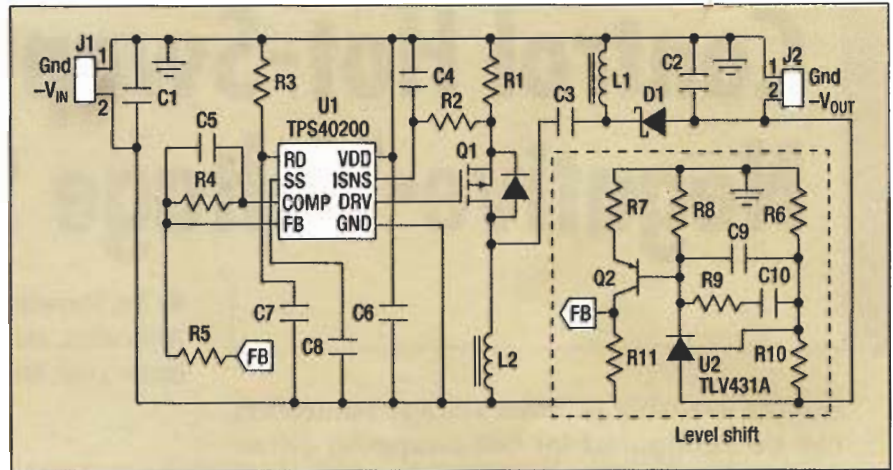 J1
Gnd
1
–VIN
2
C1
R3
U1
TPS40200
C4
R1
R2
L1
C2
C3
D1
J2
1
Gnd
2
–VOUT
C5
R4
RD
VDD
SS
ISNS
COMP
DRV
FB
GND
Q1
R7
R8
R6
C9
Q2
R9
C10
FB
R5
FB
C7
C8
C6
L2
R11
U2
TLV431A
R10
Level shift